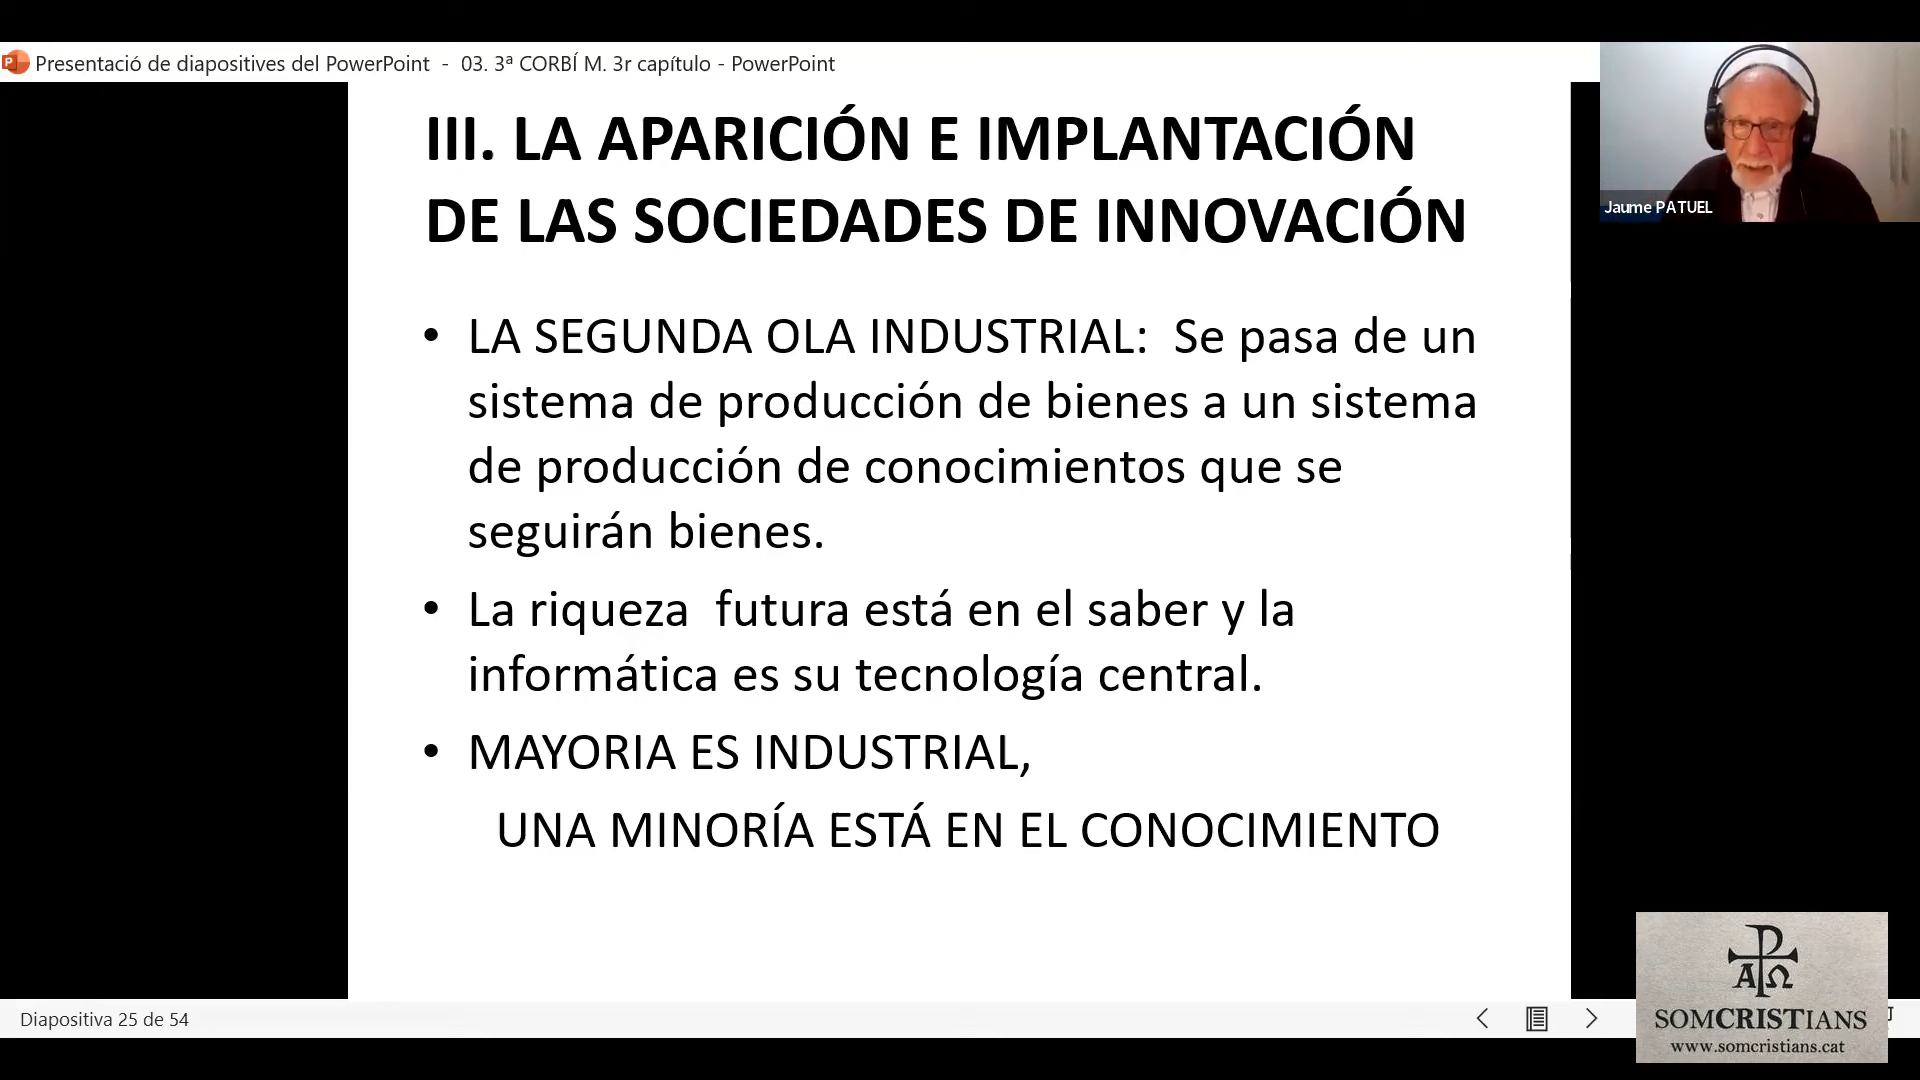 Presentació de diapositives del PowerPoint - 03. 3ª CORBÍ M. 3r capítulo - PowerPoint
Jaume PATUEL
III. LA APARICIÓN E IMPLANTACIÓN
DE LAS SOCIEDADES DE INNOVACIÓN
• LA SEGUNDA OLA INDUSTRIAL: Se pasa de un
sistema de producción de bienes a un sistema
de producción de conocimientos que se
seguirán bienes.
• La riqueza futura está en el saber y la
informática es su tecnología central.
• MAYORIA ES INDUSTRIAL,
UNA MINORÍA ESTÁ EN EL CONOCIMIENTO
Diapositiva 25 de 54
SOMCRISTIANS
www.somcristians.cat